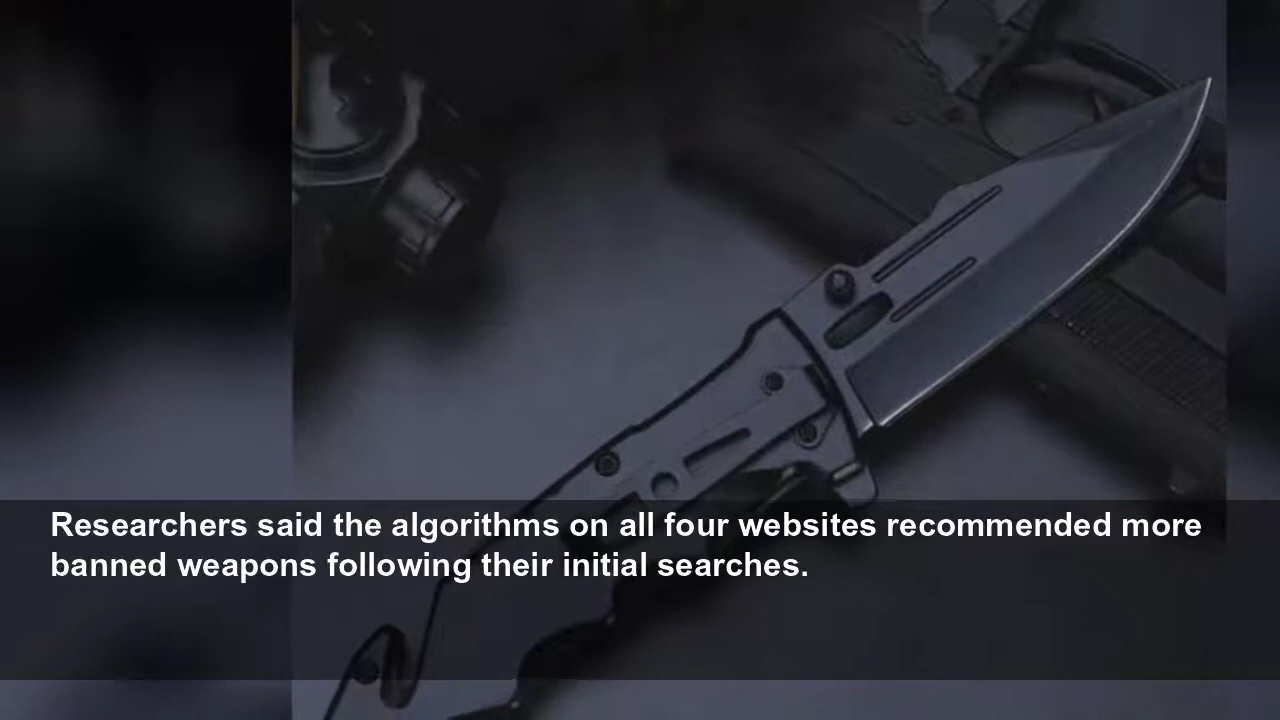 Researchers said the algorithms on all four websites recommended more
banned weapons following their initial searches.